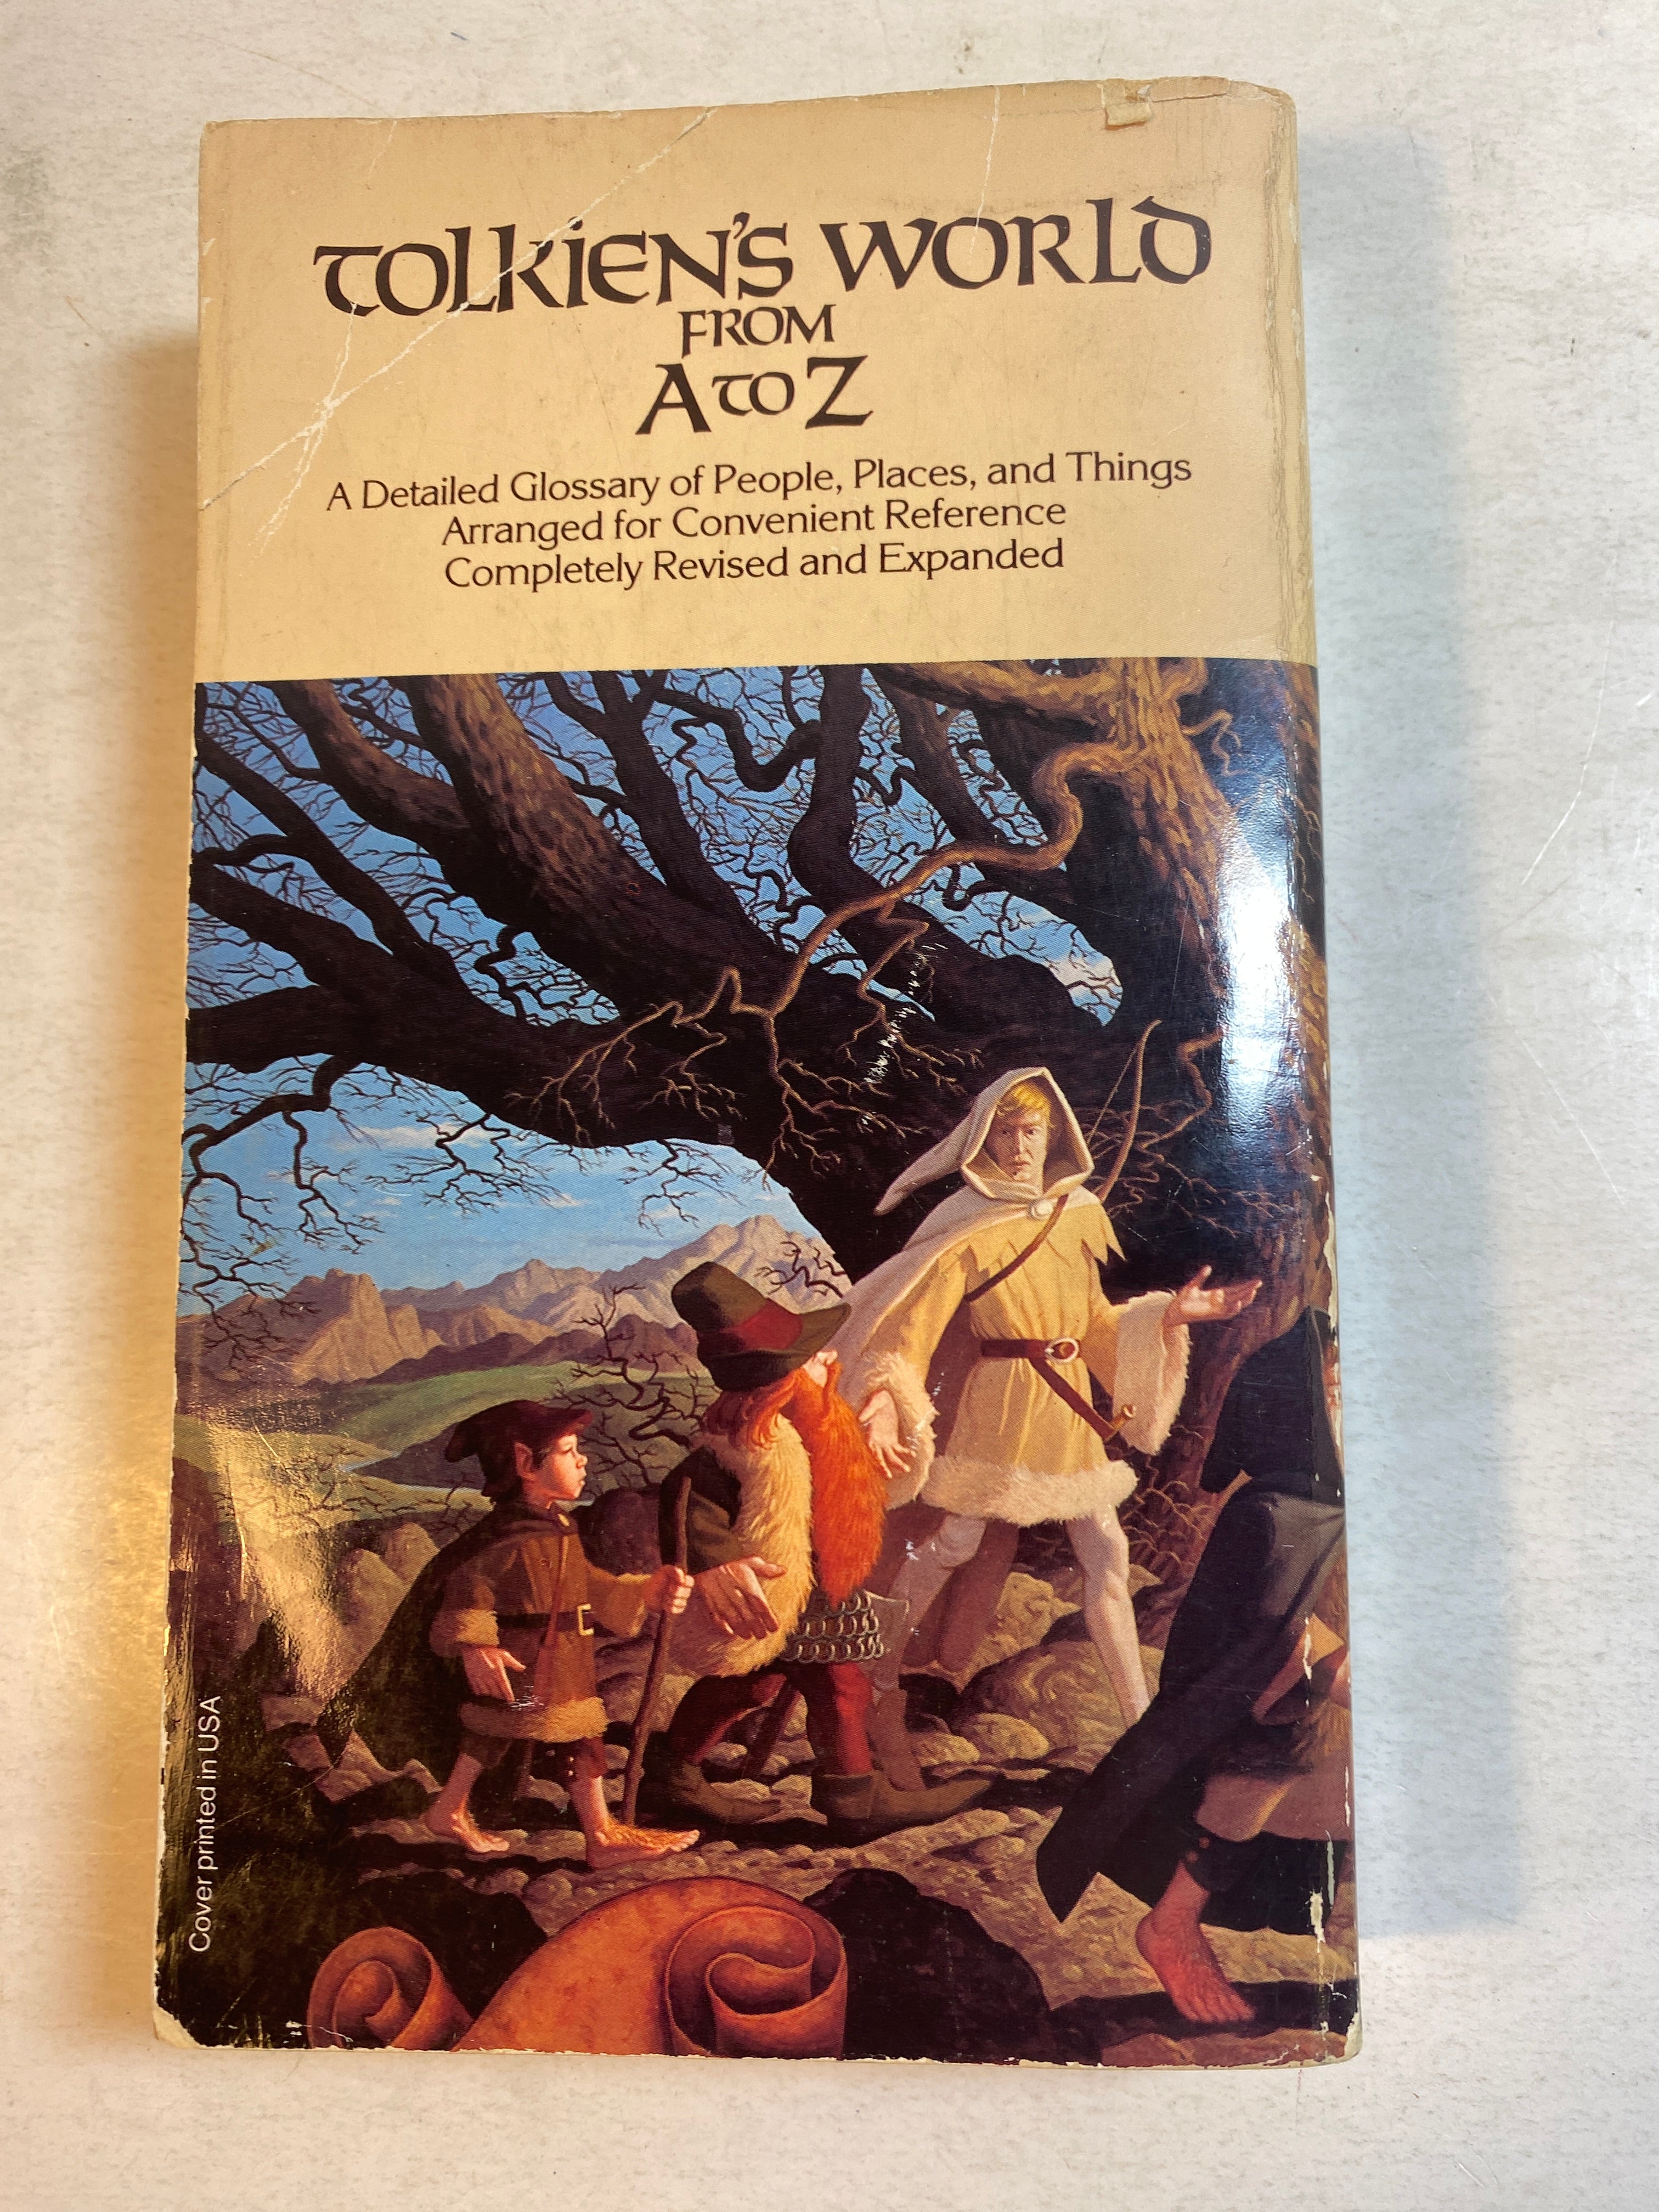 TOLKIEN'S WORLD
FROM
A TO Z
A Detailed Glossary of People, Places, and Things
Arranged for Convenient Reference
Completely Revised and Expanded
Cover printed in USA